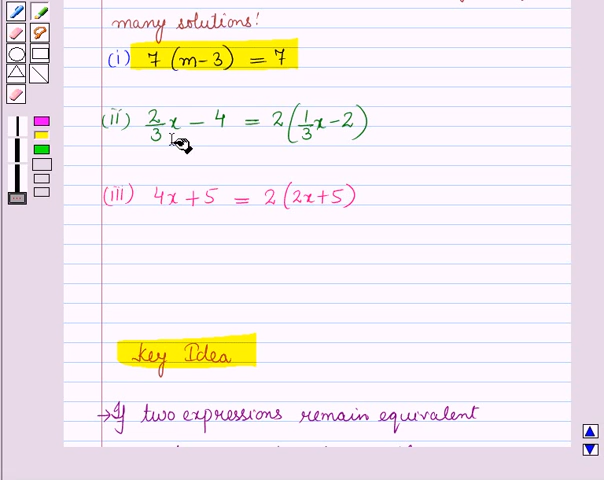 many solutions!
(i) 7 (m-3) = 7
(ii) 2/3 x - 4 = 2(1/3 x - 2)
(iii) 4x + 5 = 2(2x+5)
Key Idea
→ If two expressions remain equivalent